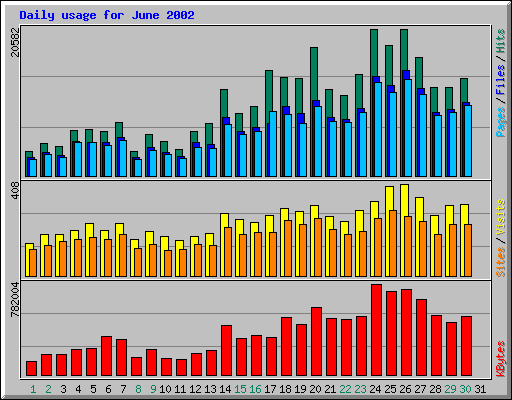 Daily usage for June 2002
20582
Pages / Files / Hits
408
Sites / Visits
782004
KBytes
1 2 3 4 5 6 7 8 9 10 11 12 13 14 15 16 17 18 19 20 21 22 23 24 25 26 27 28 29 30 31